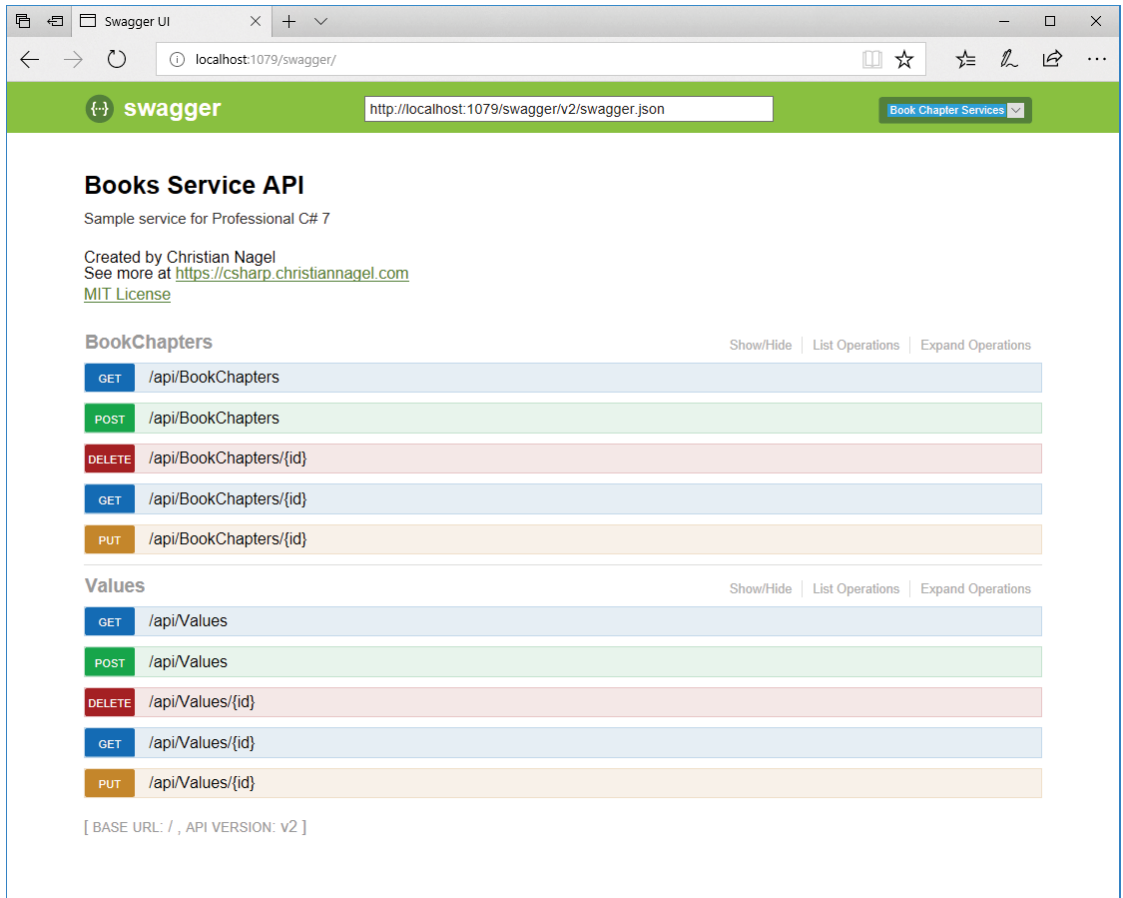 Swagger UI
localhost:1079/swagger/
{···} swagger
http://localhost:1079/swagger/v2/swagger.json
Book Chapter Services
Books Service API
Sample service for Professional C# 7
Created by Christian Nagel
See more at https://csharp.christiannagel.com
MIT License
BookChapters Show/Hide List Operations Expand Operations
GET /api/BookChapters
POST /api/BookChapters
DELETE /api/BookChapters/{id}
GET /api/BookChapters/{id}
PUT /api/BookChapters/{id}
Values Show/Hide List Operations Expand Operations
GET /api/Values
POST /api/Values
DELETE /api/Values/{id}
GET /api/Values/{id}
PUT /api/Values/{id}
[ BASE URL: / , API VERSION: v2 ]